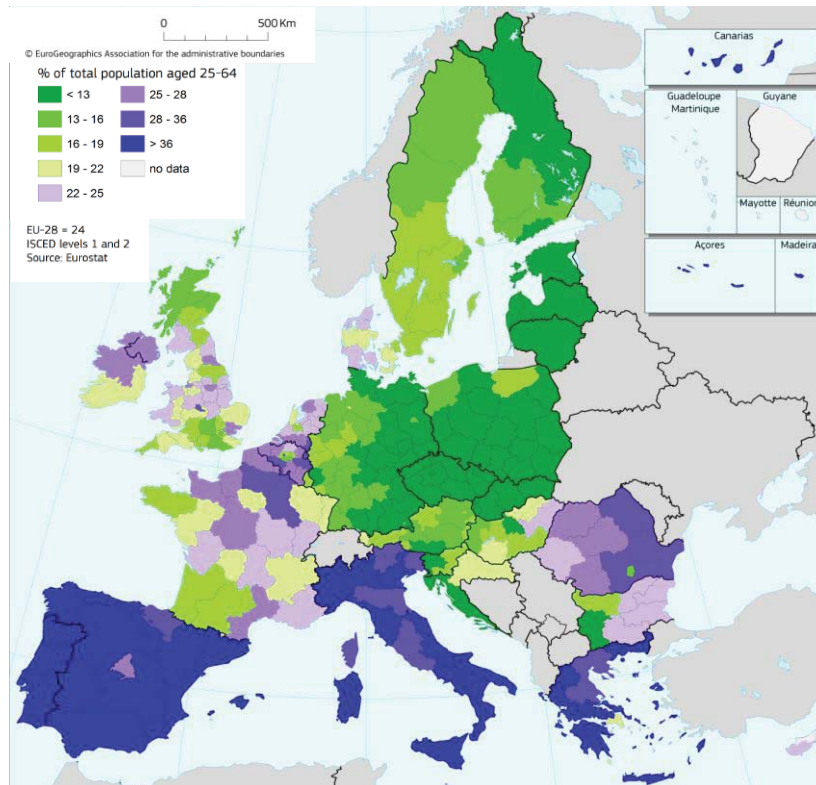 0 500 Km
© EuroGeographics Association for the administrative boundaries
% of total population aged 25-64
< 13
13 - 16
16 - 19
19 - 22
22 - 25
25 - 28
28 - 36
> 36
no data
EU-28 = 24
ISCED levels 1 and 2
Source: Eurostat
Canarias
Guadeloupe
Martinique
Guyane
Mayotte
Réunion
Açores
Madeira